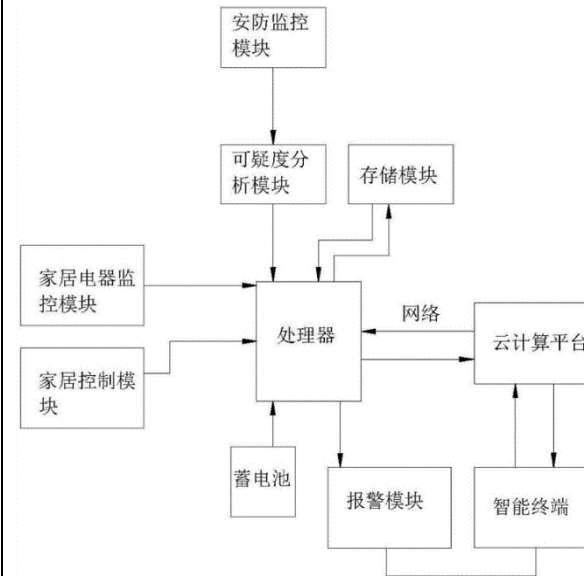 安防监控
模块
可疑度分
析模块
存储模块
家居电器监
控模块
处理器
网络
云计算平台
家居控制模
块
蓄电池
报警模块
智能终端